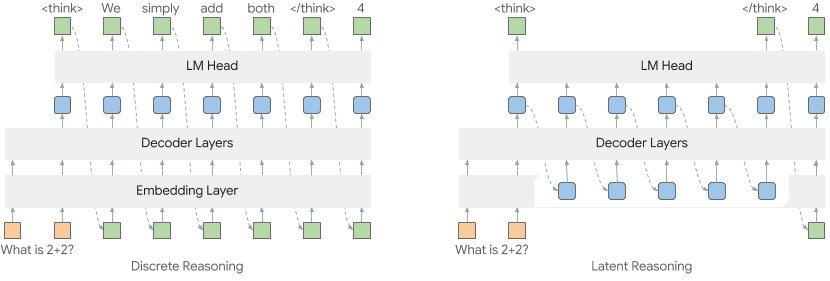 <think> We simply add both </think> 4
LM Head
Decoder Layers
Embedding Layer
What is 2+2?
Discrete Reasoning
<think> </think> 4
LM Head
Decoder Layers
What is 2+2?
Latent Reasoning